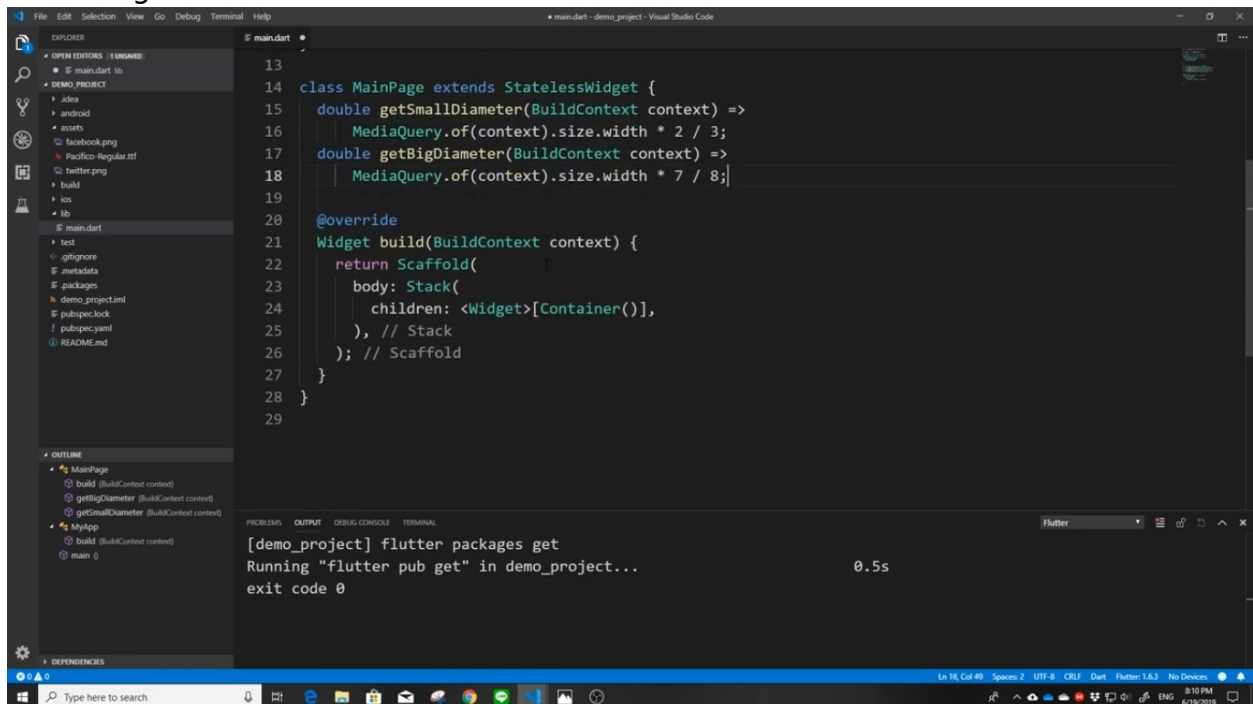 File Edit Selection View Go Debug Terminal Help
● main.dart - demo_project - Visual Studio Code
EXPLORER
OPEN EDITORS 1 UNSAVED
main.dart lib
DEMO_PROJECT
.idea
android
assets
facebook.png
Pacifico-Regular.ttf
twitter.png
build
ios
lib
main.dart
test
.gitignore
.metadata
.packages
demo_project.iml
pubspec.lock
pubspec.yaml
README.md
OUTLINE
MainPage
build (BuildContext context)
getBigDiameter (BuildContext context)
getSmallDiameter (BuildContext context)
MyApp
build (BuildContext context)
main ()
DEPENDENCIES
main.dart ●
13
14 class MainPage extends StatelessWidget {
15 double getSmallDiameter(BuildContext context) =>
16 MediaQuery.of(context).size.width * 2 / 3;
17 double getBigDiameter(BuildContext context) =>
18 MediaQuery.of(context).size.width * 7 / 8;
19
20 @override
21 Widget build(BuildContext context) {
22 return Scaffold(
23 body: Stack(
24 children: <Widget>[Container()],
25 ), // Stack
26 ); // Scaffold
27 }
28 }
29
PROBLEMS OUTPUT DEBUG CONSOLE TERMINAL
Flutter
[demo_project] flutter packages get
Running "flutter pub get" in demo_project... 0.5s
exit code 0
0 0
Ln 18, Col 49 Spaces: 2 UTF-8 CRLF Dart Flutter: 1.6.3 No Devices
Type here to search
ENG
8:10 PM
6/19/2019